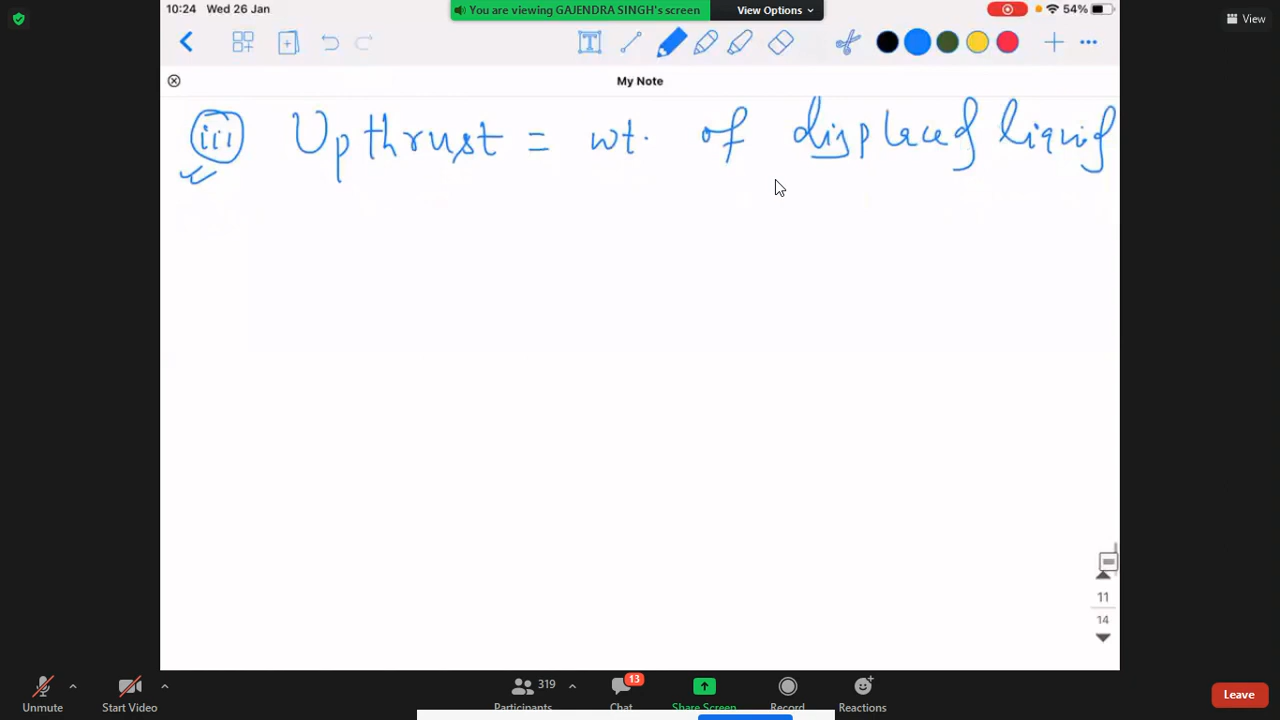 10:24 Wed 26 Jan
You are viewing GAJENDRA SINGH's screen
View Options
54%
View
My Note
iii Upthrust = wt. of displaced liquid
11
14
Unmute
Start Video
Participants
319
Chat
13
Share Screen
Record
Reactions
Leave